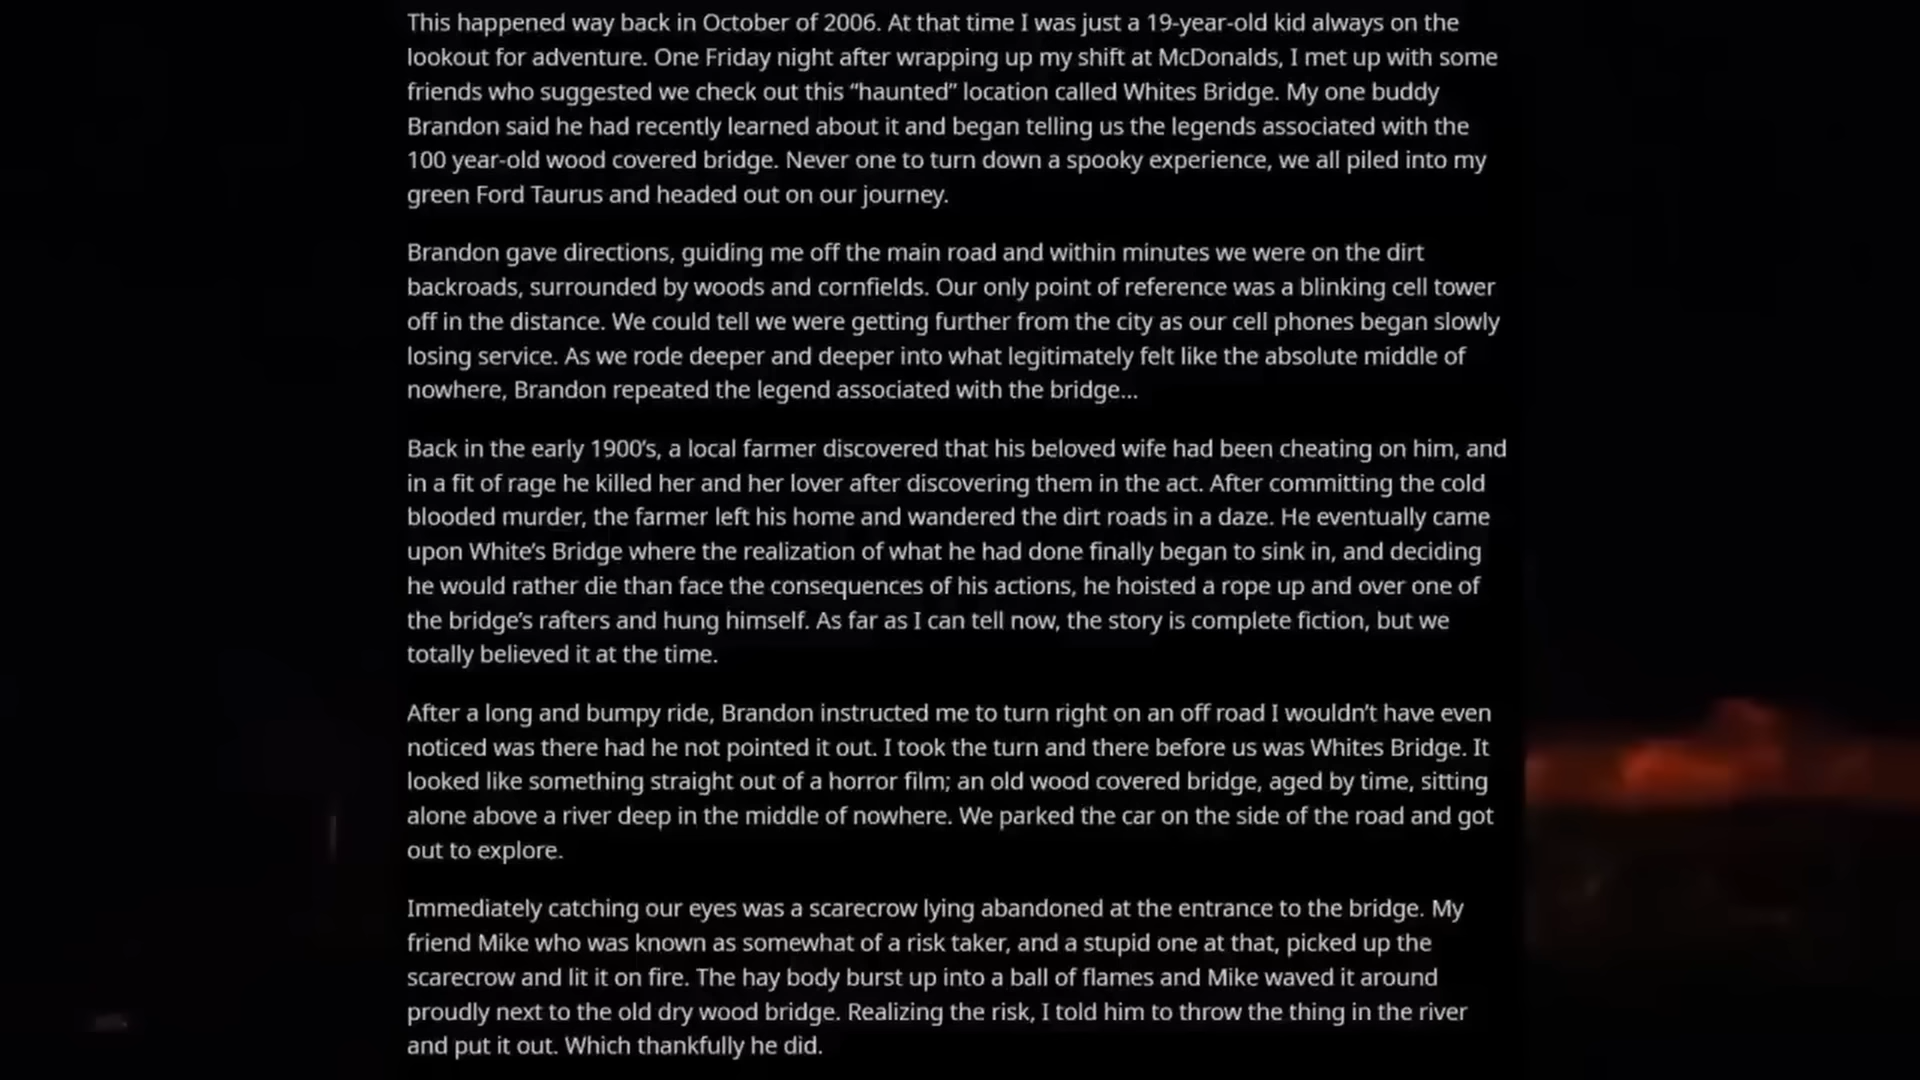 This happened way back in October of 2006. At that time I was just a 19-year-old kid always on the
lookout for adventure. One Friday night after wrapping up my shift at McDonalds, I met up with some
friends who suggested we check out this “haunted” location called Whites Bridge. My one buddy
Brandon said he had recently learned about it and began telling us the legends associated with the
100 year-old wood covered bridge. Never one to turn down a spooky experience, we all piled into my
green Ford Taurus and headed out on our journey.
Brandon gave directions, guiding me off the main road and within minutes we were on the dirt
backroads, surrounded by woods and cornfields. Our only point of reference was a blinking cell tower
off in the distance. We could tell we were getting further from the city as our cell phones began slowly
losing service. As we rode deeper and deeper into what legitimately felt like the absolute middle of
nowhere, Brandon repeated the legend associated with the bridge...
Back in the early 1900’s, a local farmer discovered that his beloved wife had been cheating on him, and
in a fit of rage he killed her and her lover after discovering them in the act. After committing the cold
blooded murder, the farmer left his home and wandered the dirt roads in a daze. He eventually came
upon White’s Bridge where the realization of what he had done finally began to sink in, and deciding
he would rather die than face the consequences of his actions, he hoisted a rope up and over one of
the bridge’s rafters and hung himself. As far as I can tell now, the story is complete fiction, but we
totally believed it at the time.
After a long and bumpy ride, Brandon instructed me to turn right on an off road I wouldn’t have even
noticed was there had he not pointed it out. I took the turn and there before us was Whites Bridge. It
looked like something straight out of a horror film; an old wood covered bridge, aged by time, sitting
alone above a river deep in the middle of nowhere. We parked the car on the side of the road and got
out to explore.
Immediately catching our eyes was a scarecrow lying abandoned at the entrance to the bridge. My
friend Mike who was known as somewhat of a risk taker, and a stupid one at that, picked up the
scarecrow and lit it on fire. The hay body burst up into a ball of flames and Mike waved it around
proudly next to the old dry wood bridge. Realizing the risk, I told him to throw the thing in the river
and put it out. Which thankfully he did.